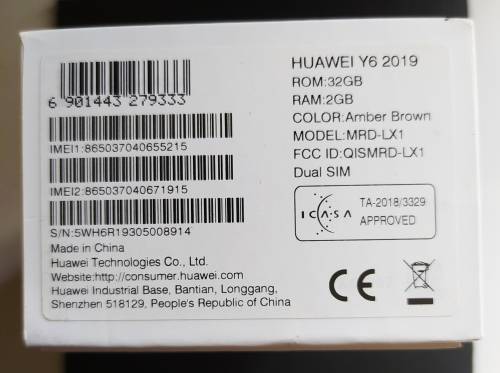 6 901443 279333
IMEI1:865037040655215
IMEI2:865037040671915
S/N:5WH6R19305008914
Made in China
Huawei Technologies Co., Ltd.
Website:http://consumer.huawei.com
Huawei Industrial Base, Bantian, Longgang,
Shenzhen 518129, People's Republic of China
HUAWEI Y6 2019
ROM:32GB
RAM:2GB
COLOR:Amber Brown
MODEL:MRD-LX1
FCC ID:QISMRD-LX1
Dual SIM
ICASA
TA-2018/3329
APPROVED
CE